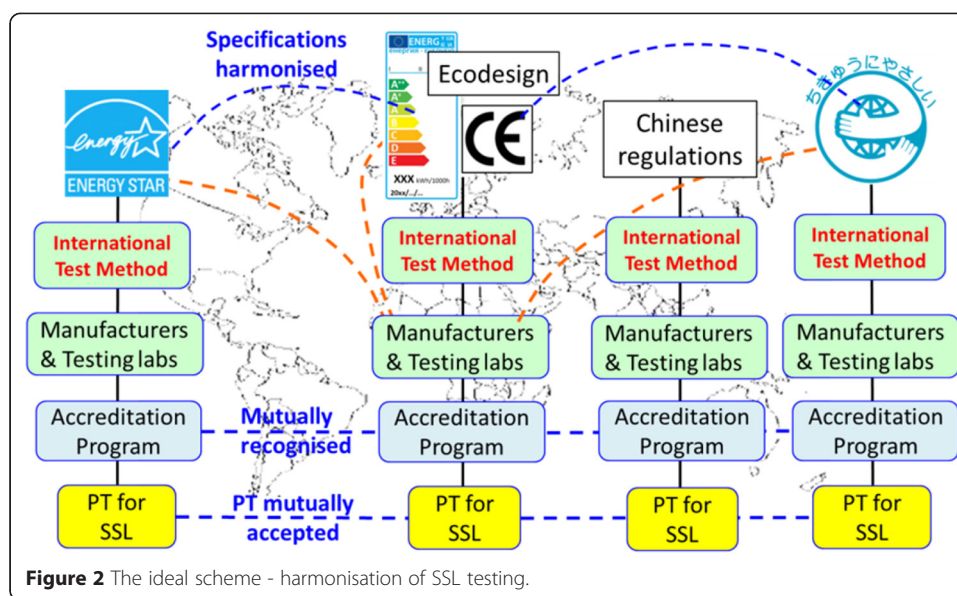 Specifications
harmonised
ENERG
Ecodesign
ちきゅうにやさしい
A++
A+
A
B
C
D
E
CE
Chinese
regulations
energy
ENERGY STAR
XXX kWh/1000h
20xx/../...
International
Test Method
International
Test Method
International
Test Method
International
Test Method
Manufacturers
& Testing labs
Manufacturers
& Testing labs
Manufacturers
& Testing labs
Manufacturers
& Testing labs
Accreditation
Program
Mutually
recognised
Accreditation
Program
Accreditation
Program
Accreditation
Program
PT for
SSL
PT mutually
accepted
PT for
SSL
PT for
SSL
PT for
SSL
Figure 2 The ideal scheme - harmonisation of SSL testing.